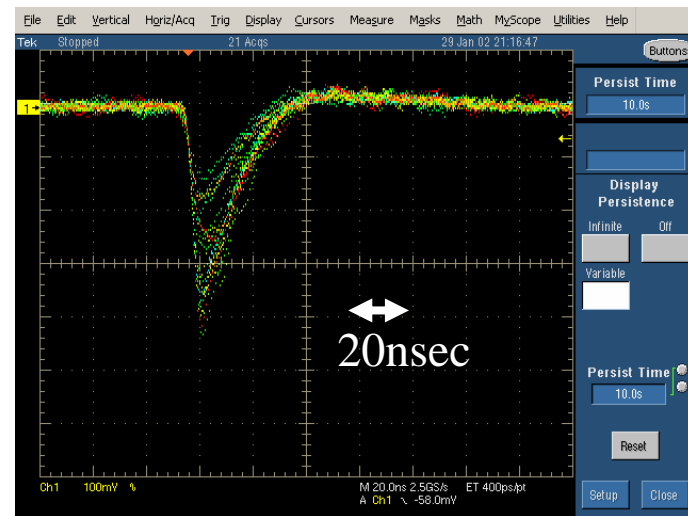 File Edit Vertical Horiz/Acq Trig Display Cursors Measure Masks Math MyScope Utilities Help
Tek Stopped 21 Acqs 29 Jan 02 21:16:47
Buttons
Persist Time
10.0s
1
Display
Persistence
Infinite Off
Variable
20nsec
Persist Time
10.0s
Reset
Ch1 100mV M 20.0ns 2.5GS/s ET 400ps/pt
A Ch1 -58.0mV
Setup Close